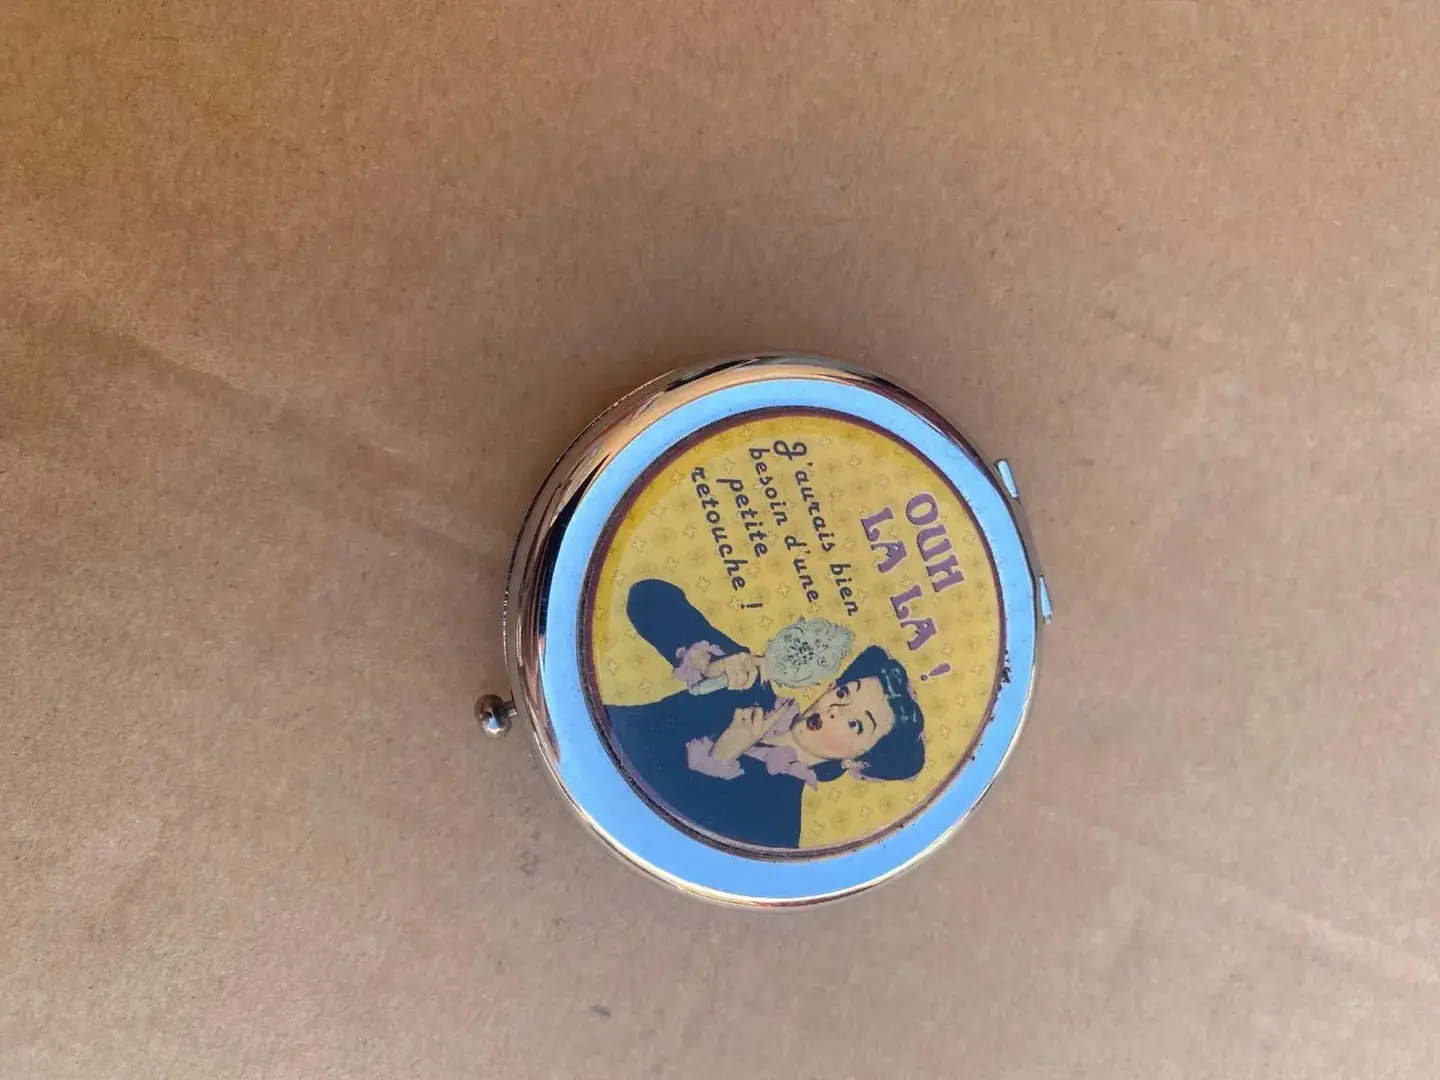 OUH
LA LA !
J'aurais bien
besoin d'une
petite
retouche !